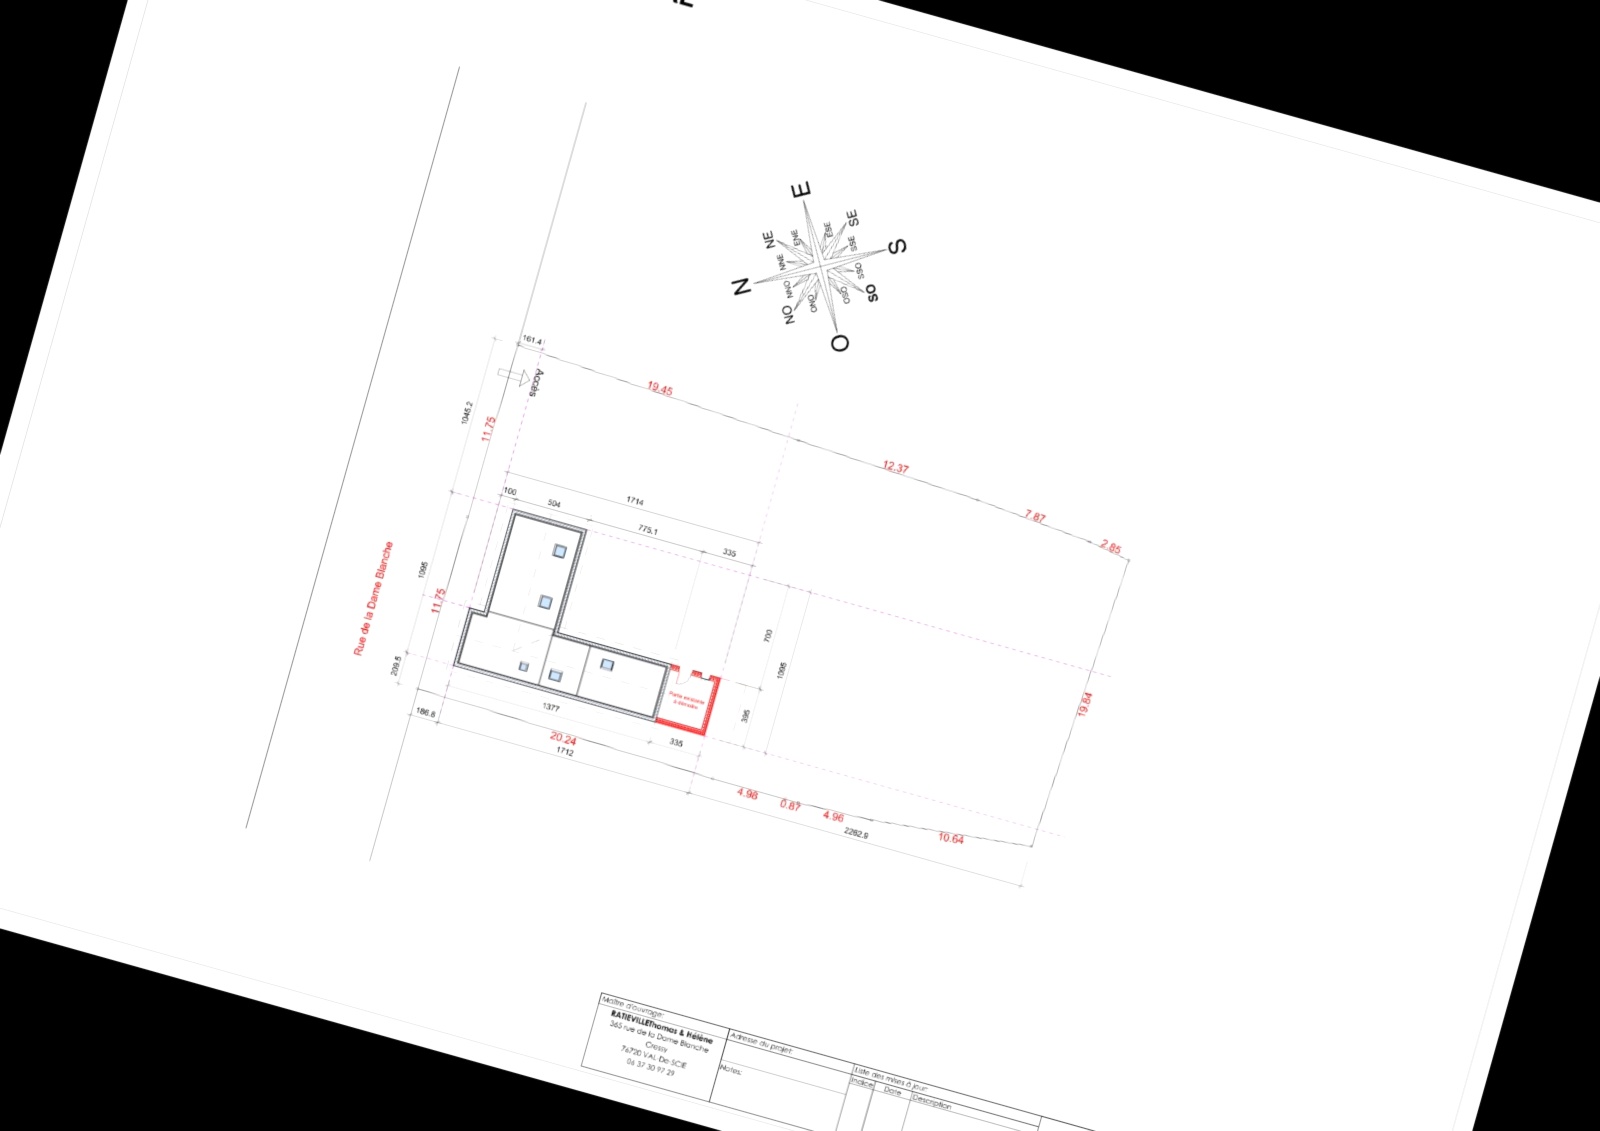 E
SE
ESE
NE
ENE
SSE
S
NNE
SSO
N
NNO
OSO
SO
ONO
NO
O
161.4
Accès
19.45
1045.2
11.75
12.37
7.87
2.85
100
504
1714
775.1
335
Rue de la Dame Blanche
1095
11.75
209.5
700
1095
395
19.84
Partie existante
à démolir
186.8
1377
20.24
1712
335
4.98
0.87
4.96
2262.9
10.64
Maître d'ouvrage:
RATIEVILLEThomas & Hélène
365 rue de la Dame Blanche
Cressy
76720 VAL-De-SCIE
06 37 30 97 29
Adresse du projet:
Notes:
Liste des mises à jour:
Indice
Date
Description